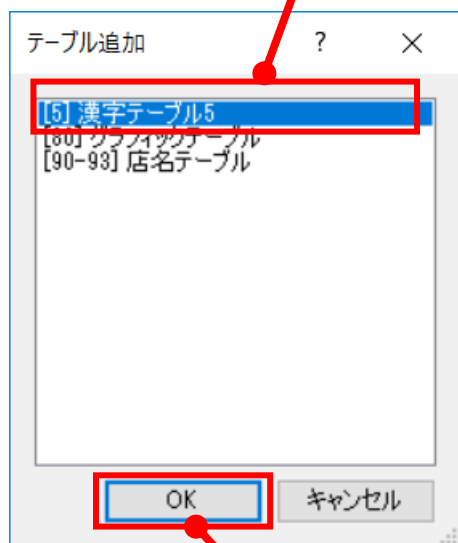 テーブル追加 ? ×
[5] 漢字テーブル5
[80] グラフィックテーブル
[90-93] 店名テーブル
OK キャンセル